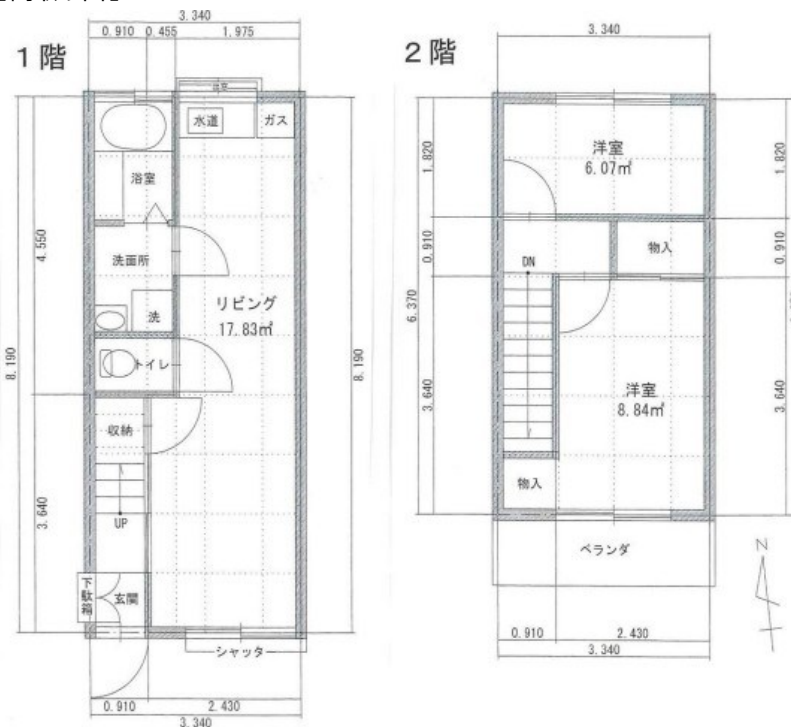 1階
3.340
0.910
0.455
1.975
水道
ガス
浴室
洗面所
洗
リビング
17.83㎡
トイレ
収納
UP
下駄箱
玄関
シャッター
4.550
3.640
8.190
8.190
0.910
2.430
3.340
2階
3.340
洋室
6.07㎡
物入
DN
洋室
8.84㎡
物入
ベランダ
1.820
0.910
3.640
6.370
1.820
0.910
3.640
0.910
2.430
3.340
N